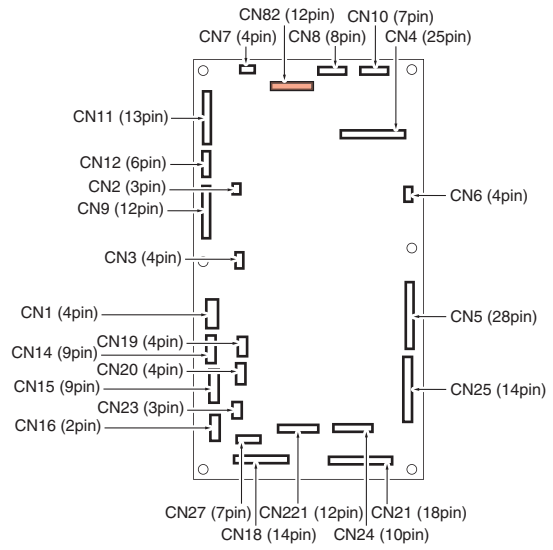 CN82 (12pin)
CN10 (7pin)
CN7 (4pin)
CN8 (8pin)
CN4 (25pin)
CN11 (13pin)
CN12 (6pin)
CN2 (3pin)
CN9 (12pin)
CN6 (4pin)
CN3 (4pin)
CN1 (4pin)
CN5 (28pin)
CN19 (4pin)
CN14 (9pin)
CN20 (4pin)
CN15 (9pin)
CN25 (14pin)
CN23 (3pin)
CN16 (2pin)
CN27 (7pin)
CN221 (12pin)
CN21 (18pin)
CN18 (14pin)
CN24 (10pin)